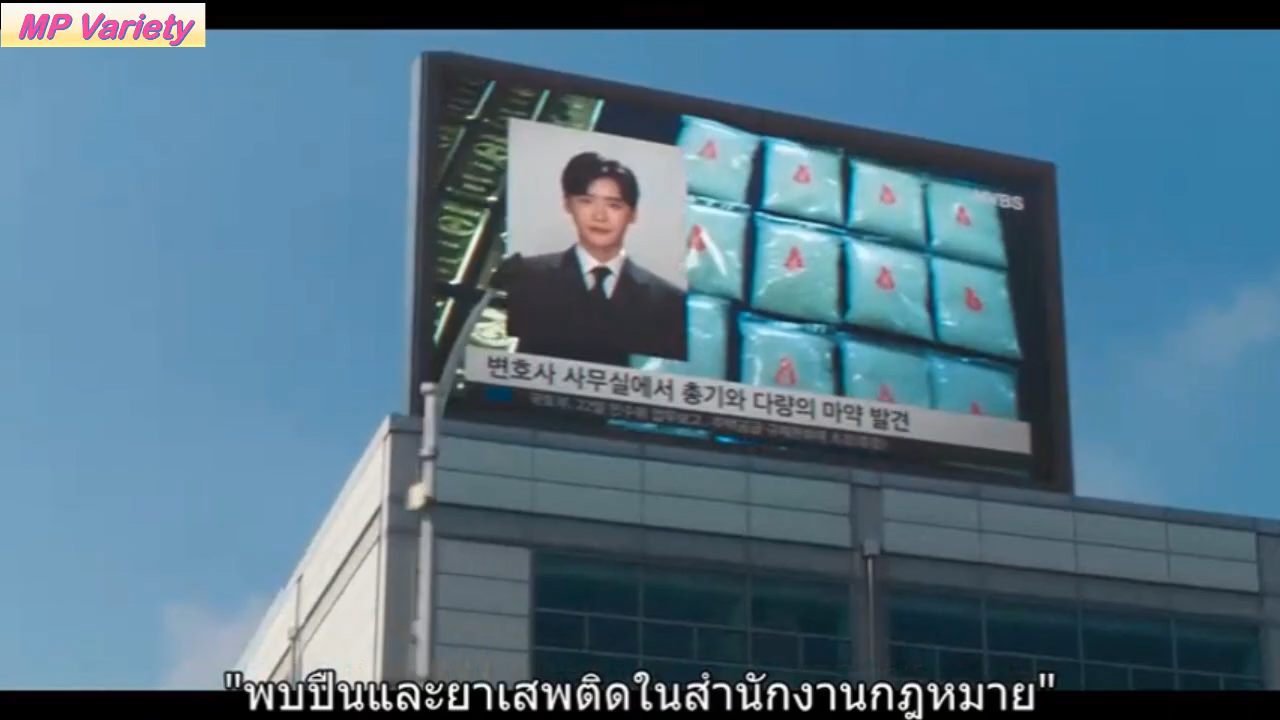 MP Variety
변호사 사무실에서 총기와 다량의 마약 발견
"พบปืนและยาเสพติดในสำนักงานกฎหมาย"